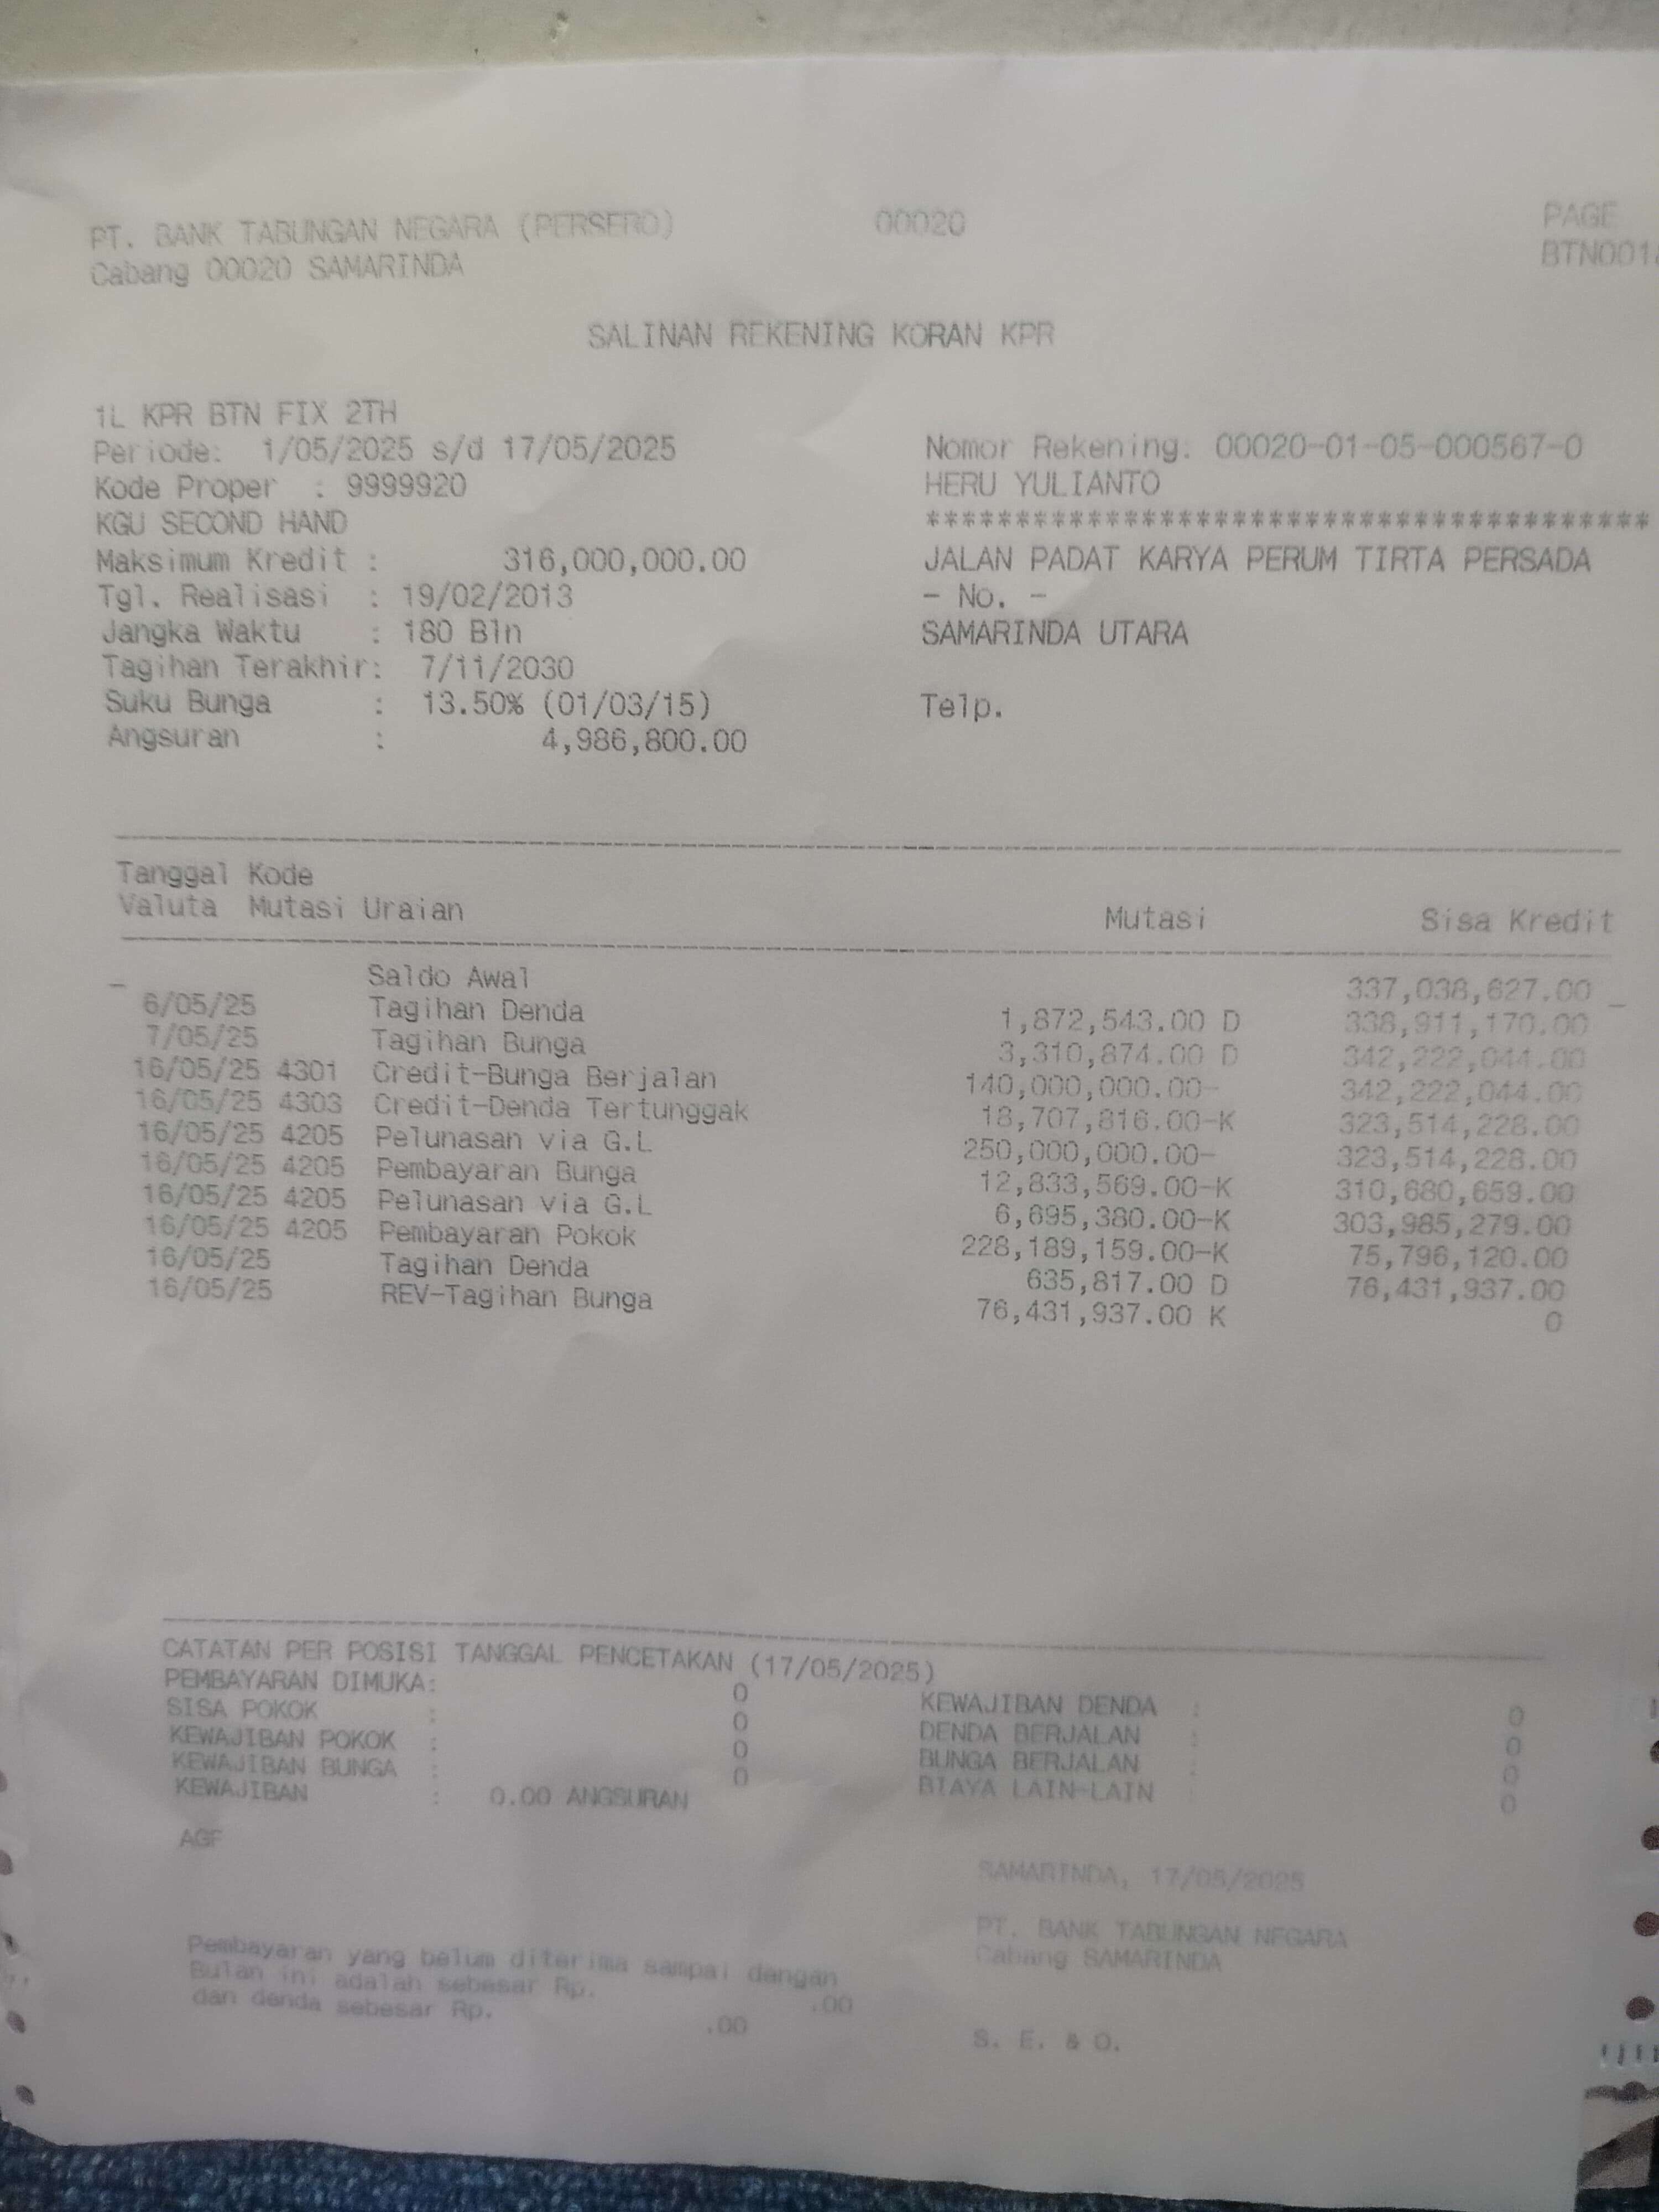 PT. BANK TABUNGAN NEGARA (PERSERO) 00020 PAGE
Cabang 00020 SAMARINDA BTN001
SALINAN REKENING KORAN KPR
1L KPR BTN FIX 2TH
Periode: 1/05/2025 s/d 17/05/2025 Nomor Rekening: 00020-01-05-000567-0
Kode Proper : 9999920 HERU YULIANTO
KGU SECOND HAND ****************************************
Maksimum Kredit : 316,000,000.00 JALAN PADAT KARYA PERUM TIRTA PERSADA
Tgl. Realisasi : 19/02/2013 - No. -
Jangka Waktu : 180 Bln SAMARINDA UTARA
Tagihan Terakhir: 7/11/2030
Suku Bunga : 13.50% (01/03/15) Telp.
Angsuran : 4,986,800.00
Tanggal Kode
Valuta Mutasi Uraian Mutasi Sisa Kredit
Saldo Awal 337,038,627.00
6/05/25 Tagihan Denda 1,872,543.00 D 338,911,170.00
7/05/25 Tagihan Bunga 3,310,874.00 D 342,222,044.00
16/05/25 4301 Credit-Bunga Berjalan 140,000,000.00- 342,222,044.00
16/05/25 4303 Credit-Denda Tertunggak 18,707,816.00-K 323,514,228.00
16/05/25 4205 Pelunasan via G.L 250,000,000.00- 323,514,228.00
16/05/25 4205 Pembayaran Bunga 12,833,569.00-K 310,680,659.00
16/05/25 4205 Pelunasan via G.L 6,695,380.00-K 303,985,279.00
16/05/25 4205 Pembayaran Pokok 228,189,159.00-K 75,796,120.00
16/05/25 Tagihan Denda 635,817.00 D 76,431,937.00
16/05/25 REV-Tagihan Bunga 76,431,937.00 K 0
CATATAN PER POSISI TANGGAL PENCETAKAN (17/05/2025)
PEMBAYARAN DIMUKA: 0 KEWAJIBAN DENDA : 0
SISA POKOK : 0 DENDA BERJALAN : 0
KEWAJIBAN POKOK : 0 BUNGA BERJALAN : 0
KEWAJIBAN BUNGA : 0 BIAYA LAIN-LAIN : 0
KEWAJIBAN : 0.00 ANGSURAN
AGF
SAMARINDA, 17/05/2025
PT. BANK TABUNGAN NEGARA
Cabang SAMARINDA
Pembayaran yang belum diterima sampai dengan
Bulan ini adalah sebesar Rp. .00
dan denda sebesar Rp. .00
S. E. & O.